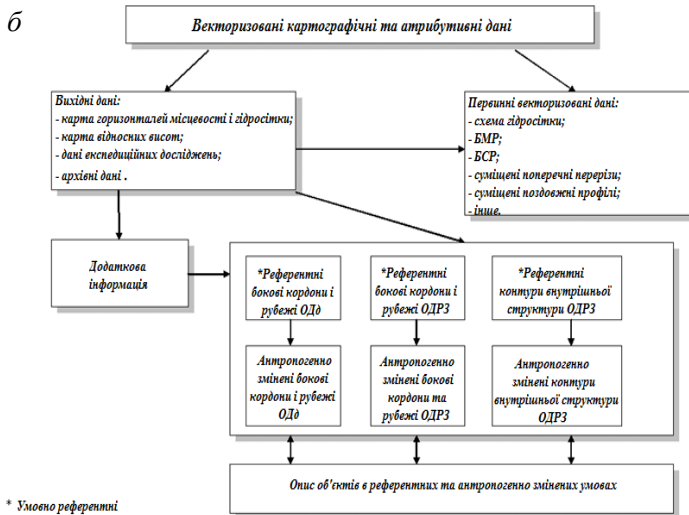 б
Векторизовані картографічні та атрибутивні дані
Вихідні дані:
- карта горизонталей місцевості і гідросітки;
- карта відносних висот;
- дані експедиційних досліджень;
- архівні дані .
Первинні векторизовані дані:
- схема гідросітки;
- БМР;
- БСР;
- суміщені поперечні перерізи;
- суміщені поздовжні профілі;
- інше.
Додаткова
інформація
*Референтні
бокові кордони і
рубежі ОДд
*Референтні
бокові кордони і
рубежі ОДРЗ
*Референтні
контури внутрішньої
структури ОДРЗ
Антропогенно
змінені бокові
кордони і рубежі
ОДд
Антропогенно
змінені бокові
кордони та
рубежі ОДРЗ
Антропогенно
змінені контури
внутрішньої структури
ОДРЗ
Опис об'єктів в референтних та антропогенно змінених умовах
* Умовно референтні